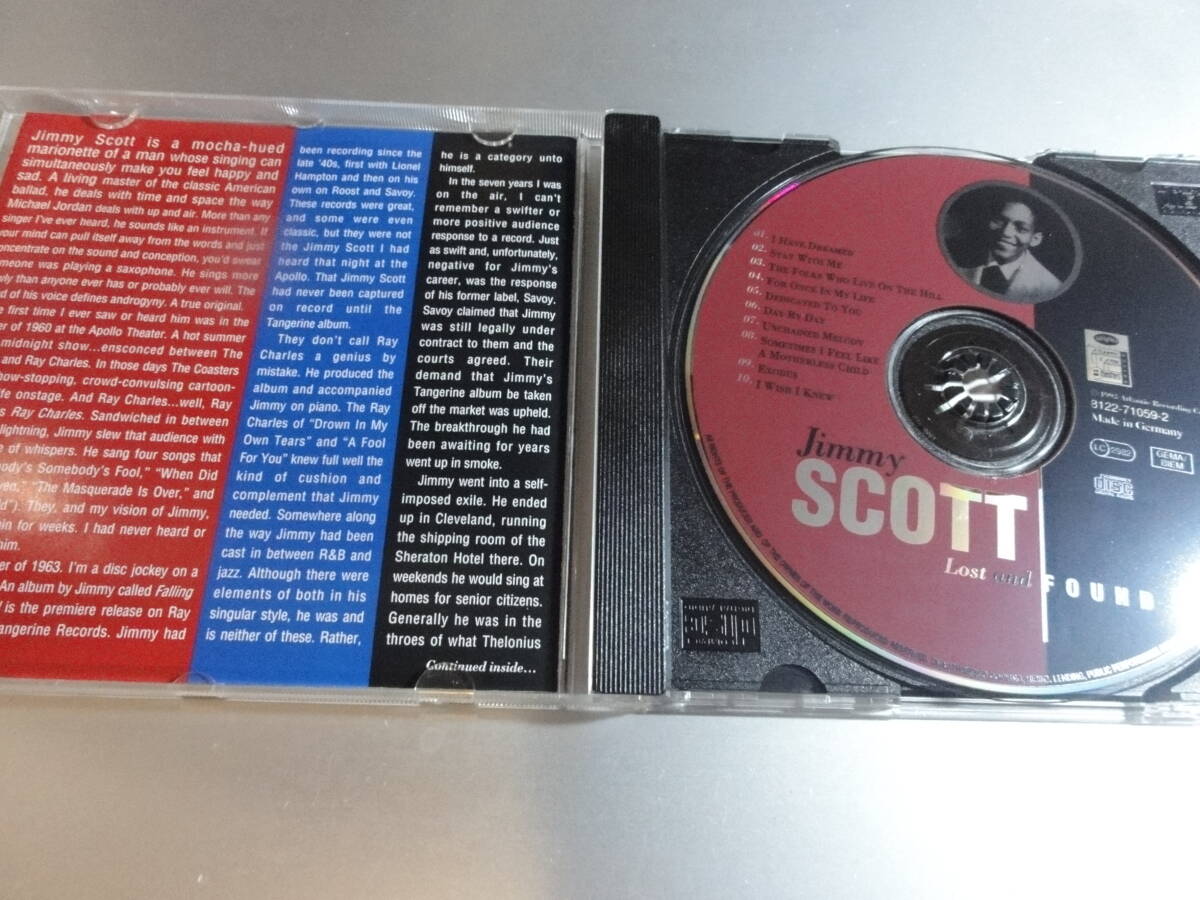 Jimmy Scott is a mocha-hued
marionette of a man whose singing can
simultaneously make you feel happy and
sad. A living master of the classic American
ballad, he deals with time and space the way
Michael Jordan deals with up and air. More than any
singer I've ever heard, he sounds like an instrument. If
your mind can pull itself away from the words and just
concentrate on the sound and conception, you'd swear
someone was playing a saxophone. He sings more
than anyone ever has or probably ever will. The
of his voice defines androgyny. A true original.
first time I ever saw or heard him was in the
of 1960 at the Apollo Theater. A hot summer
midnight show...ensconced between The
and Ray Charles. In those days The Coasters
show-stopping, crowd-convulsing cartoon-
onstage. And Ray Charles...well, Ray
Ray Charles. Sandwiched in between
lightning, Jimmy slew that audience with
of whispers. He sang four songs that
Somebody's Fool," "When Did
"The Masquerade Is Over," and
They, and my vision of Jimmy,
for weeks. I had never heard or
him.
of 1963. I'm a disc jockey on a
An album by Jimmy called Falling
is the premiere release on Ray
Tangerine Records. Jimmy had
been recording since the
late '40s, first with Lionel
Hampton and then on his
own on Roost and Savoy.
These records were great,
and some were even
classic, but they were not
the Jimmy Scott I had
heard that night at the
Apollo. That Jimmy Scott
had never been captured
on record until the
Tangerine album.
They don't call Ray
Charles a genius by
mistake. He produced the
album and accompanied
Jimmy on piano. The Ray
Charles of "Drown In My
Own Tears" and "A Fool
For You" knew full well the
kind of cushion and
complement that Jimmy
needed. Somewhere along
the way Jimmy had been
cast in between R&B and
jazz. Although there were
elements of both in his
singular style, he was and
is neither of these. Rather,
he is a category unto
himself.
In the seven years I was
on the air, I can't
remember a swifter or
more positive audience
response to a record. Just
as swift and, unfortunately,
negative for Jimmy's
career, was the response
of his former label, Savoy.
Savoy claimed that Jimmy
was still legally under
contract to them and the
courts agreed. Their
demand that Jimmy's
Tangerine album be taken
off the market was upheld.
The breakthrough he had
been awaiting for years
went up in smoke.
Jimmy went into a self-
imposed exile. He ended
up in Cleveland, running
the shipping room of the
Sheraton Hotel there. On
weekends he would sing at
homes for senior citizens.
Generally he was in the
throes of what Thelonius
Continued inside...
01. I Have Dreamed
02. Stay With Me
03. The Folks Who Live On The Hill
04. For Once In My Life
05. Dedicated To You
06. Day By Day
07. Unchained Melody
08. Sometimes I Feel Like
A Motherless Child
09. Exodus
10. I Wish I Knew
Jimmy
SCOTT
Lost and
FOUND
℗ 1992 Atlantic Recording
8122-71059-2
Made in Germany
LC 2982
GEMA/
BIEM
disc